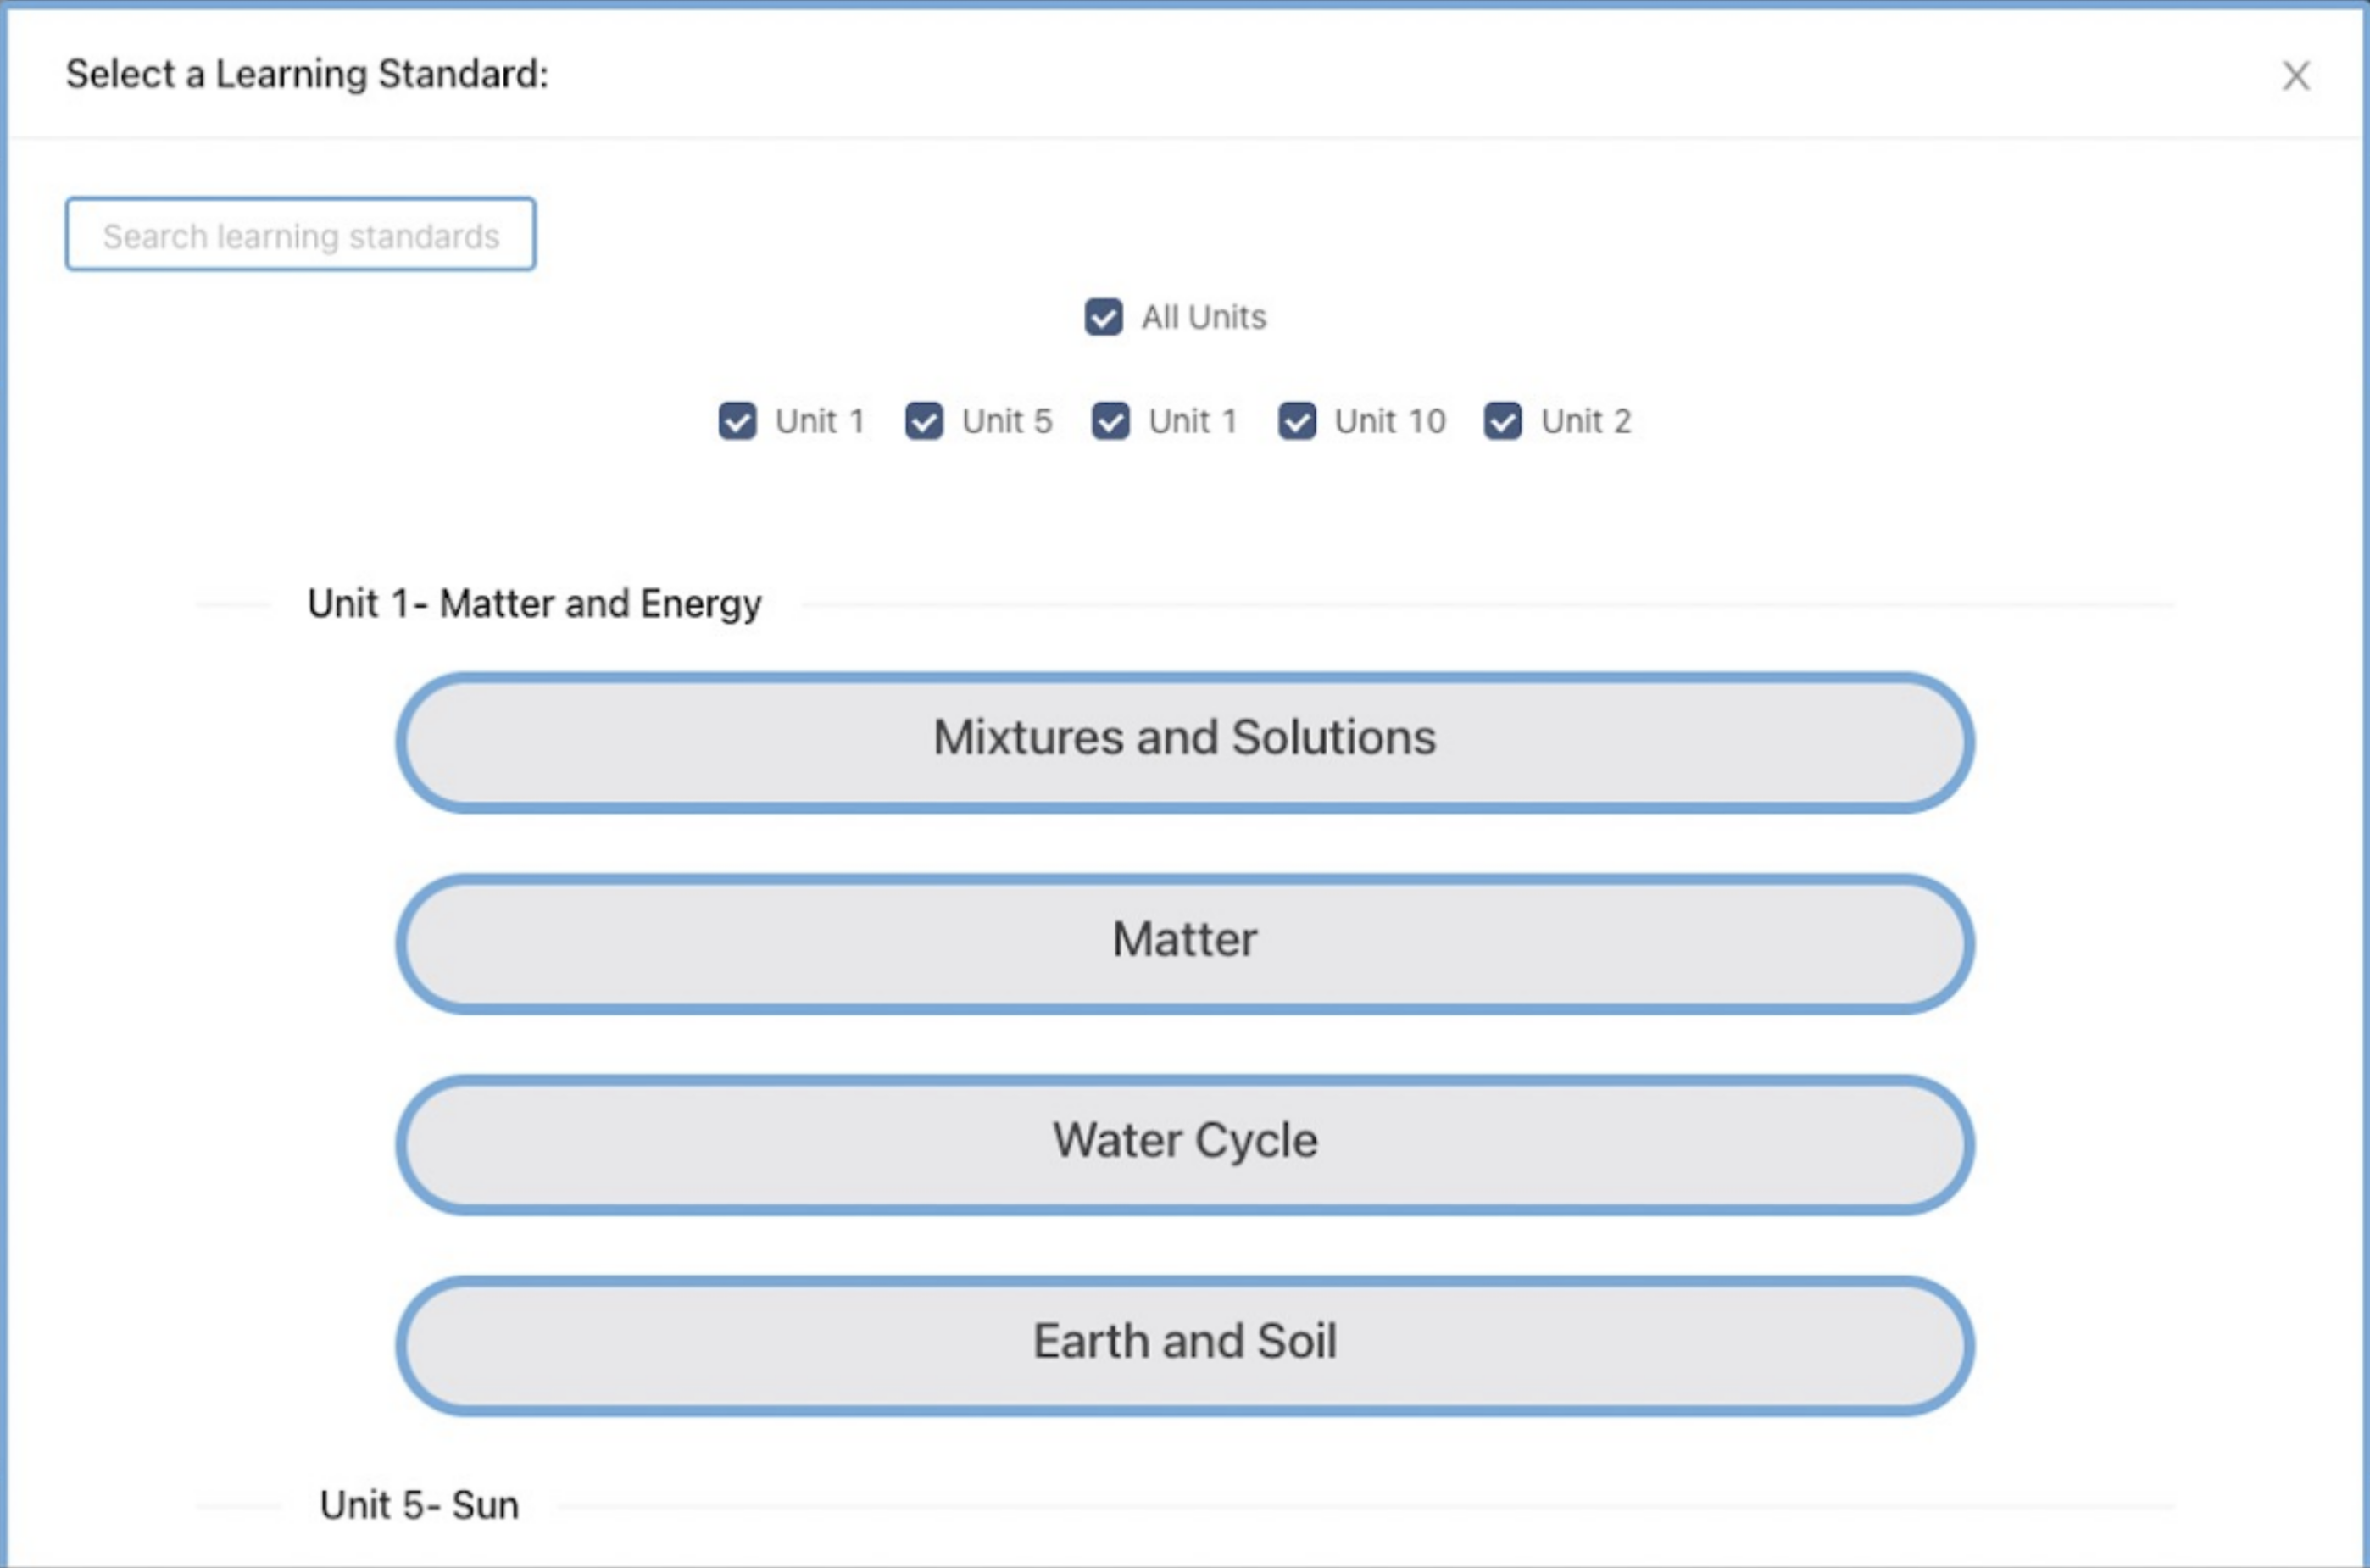 Select a Learning Standard:
X
Search learning standards
All Units
Unit 1 Unit 5 Unit 1 Unit 10 Unit 2
Unit 1- Matter and Energy
Mixtures and Solutions
Matter
Water Cycle
Earth and Soil
Unit 5- Sun